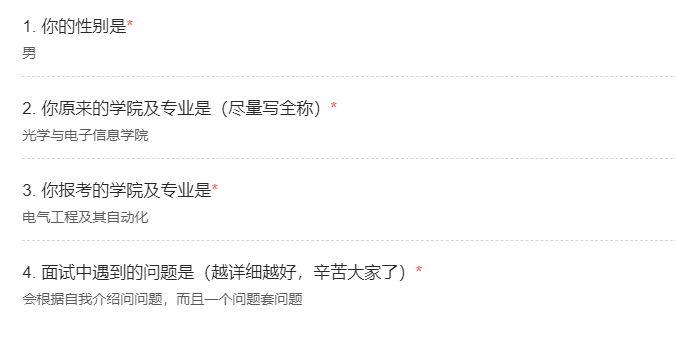 1. 你的性别是*
男
2. 你原来的学院及专业是（尽量写全称）*
光学与电子信息学院
3. 你报考的学院及专业是*
电气工程及其自动化
4. 面试中遇到的问题是（越详细越好，辛苦大家了）*
会根据自我介绍问问题，而且一个问题套问题